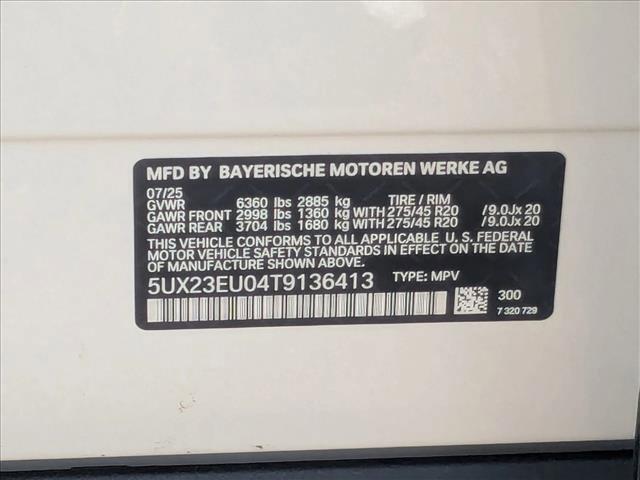 MFD BY BAYERISCHE MOTOREN WERKE AG
07/25
GVWR 6360 lbs 2885 kg TIRE / RIM
GAWR FRONT 2998 lbs 1360 kg WITH 275/45 R20 /9.0Jx 20
GAWR REAR 3704 lbs 1680 kg WITH 275/45 R20 /9.0Jx 20
THIS VEHICLE CONFORMS TO ALL APPLICABLE U.S. FEDERAL
MOTOR VEHICLE SAFETY STANDARDS IN EFFECT ON THE
DATE OF MANUFACTURE SHOWN ABOVE.
5UX23EU04T9136413 TYPE: MPV
300
7 320 729